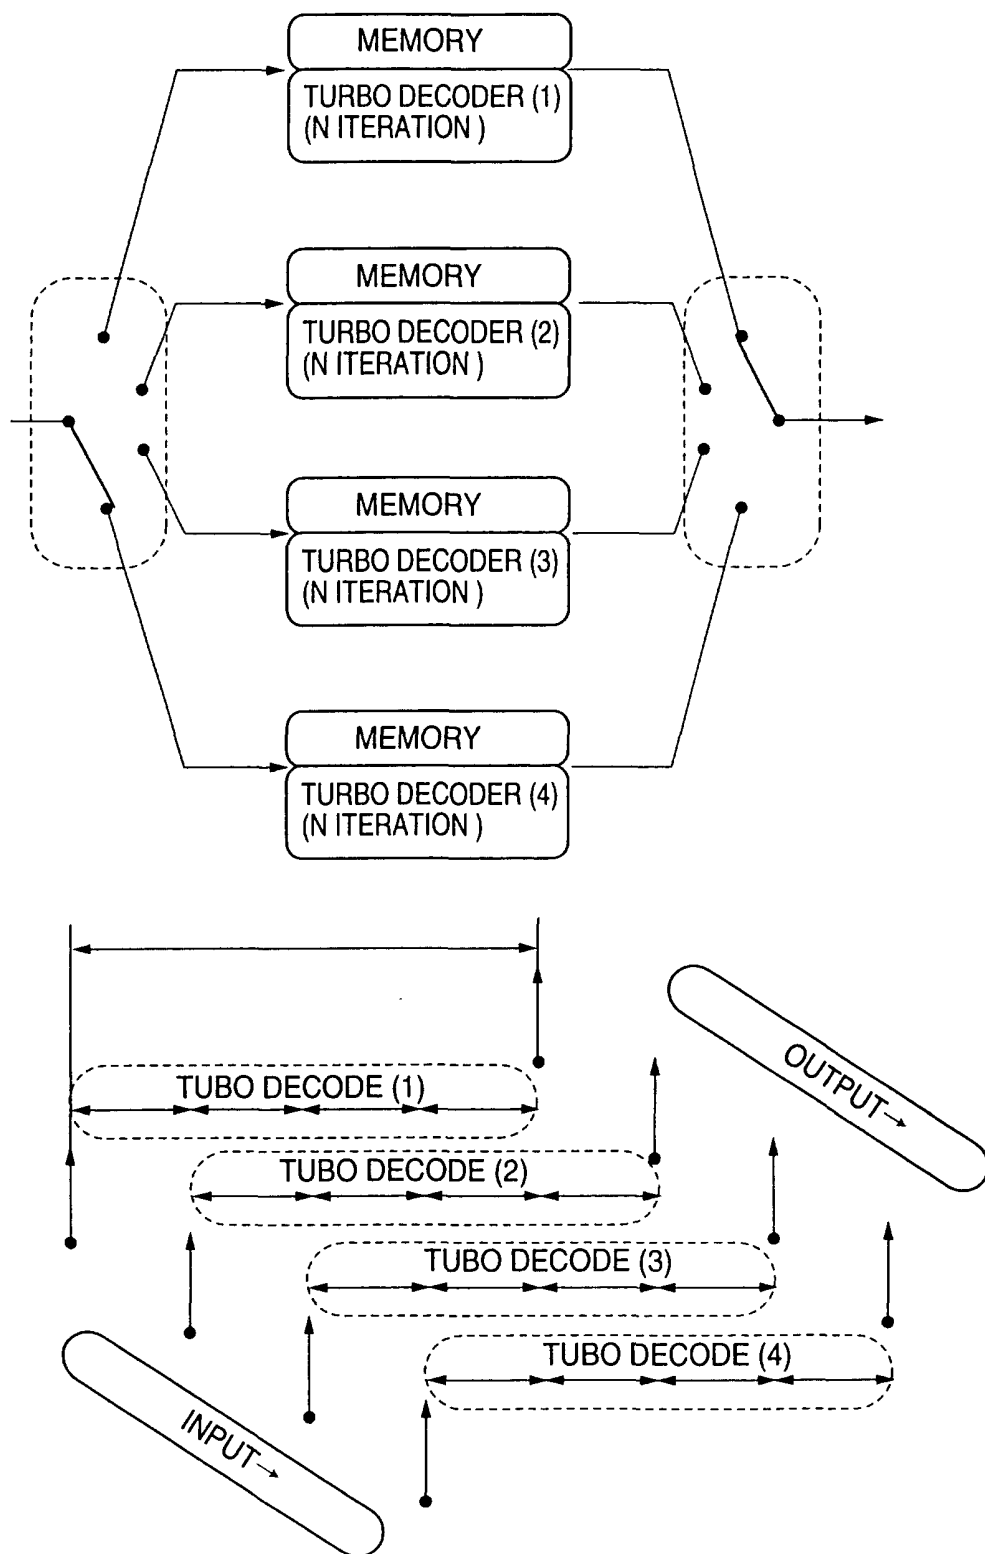 MEMORY
TURBO DECODER (1)
(N ITERATION )
MEMORY
TURBO DECODER (2)
(N ITERATION )
MEMORY
TURBO DECODER (3)
(N ITERATION )
MEMORY
TURBO DECODER (4)
(N ITERATION )
TUBO DECODE (1)
OUTPUT→
TUBO DECODE (2)
TUBO DECODE (3)
TUBO DECODE (4)
INPUT→